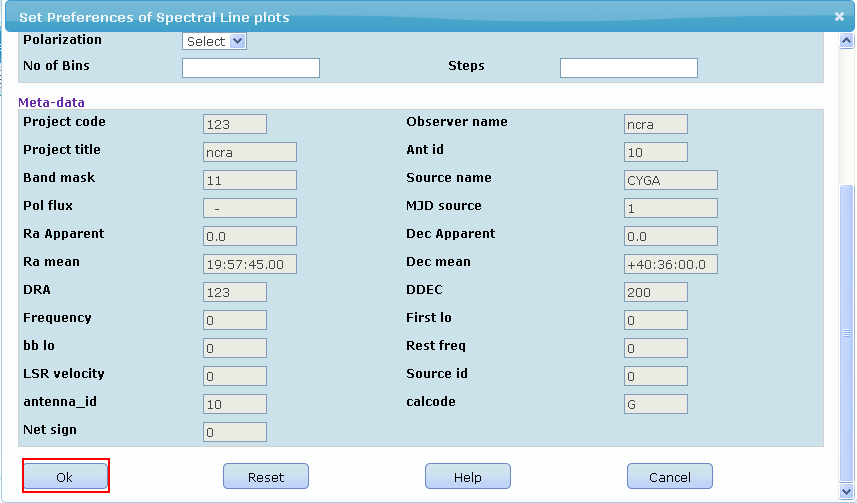 Set Preferences of Spectral Line plots
Polarization Select
No of Bins Steps
Meta-data
Project code 123 Observer name ncra
Project title ncra Ant id 10
Band mask 11 Source name CYGA
Pol flux - MJD source 1
Ra Apparent 0.0 Dec Apparent 0.0
Ra mean 19:57:45.00 Dec mean +40:36:00.0
DRA 123 DDEC 200
Frequency 0 First lo 0
bb lo 0 Rest freq 0
LSR velocity 0 Source id 0
antenna_id 10 calcode G
Net sign 0
Ok Reset Help Cancel